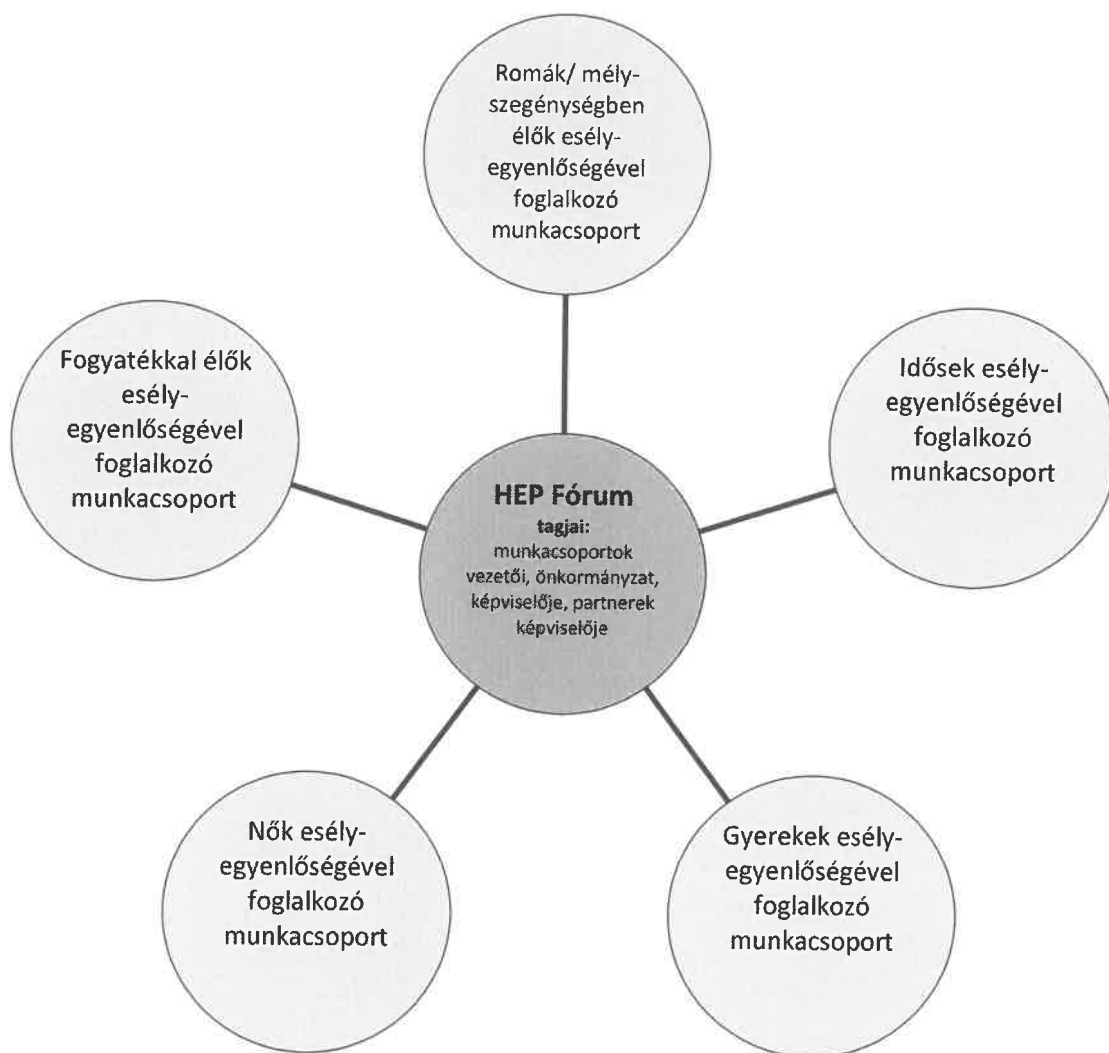 Romák/ mély-
szegénységben
élők esély-
egyenlőségével
foglalkozó
munkacsoport
Fogyatékkal élők
esély-
egyenlőségével
foglalkozó
munkacsoport
Idősek esély-
egyenlőségével
foglalkozó
munkacsoport
HEP Fórum
tagjai:
munkacsoportok
vezetői, önkormányzat,
képviselője, partnerek
képviselője
Nők esély-
egyenlőségével
foglalkozó
munkacsoport
Gyerekek esély-
egyenlőségével
foglalkozó
munkacsoport